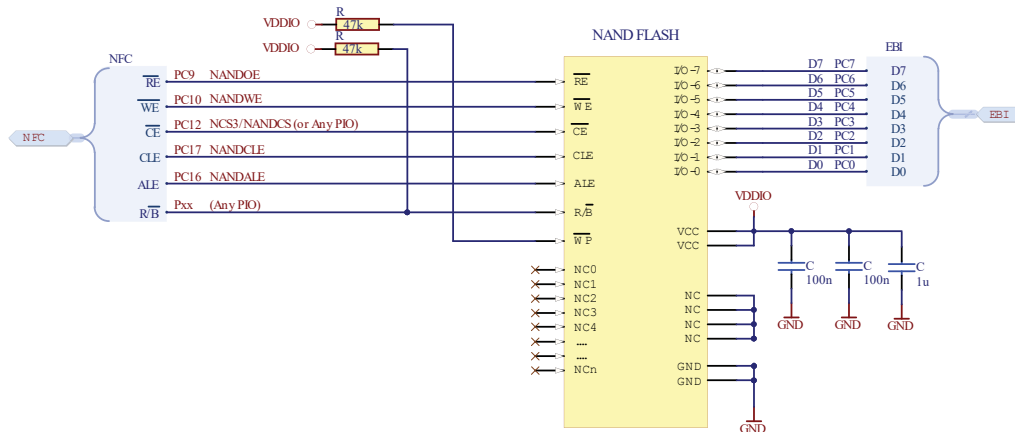 R
VDDIO 47k
R
VDDIO 47k
NAND FLASH
NFC
EBI
NFC
RE PC9 NANDOE RE
WE PC10 NANDWE WE
CE PC12 NCS3/NANDCS (or Any PIO) CE
CLE PC17 NANDCLE CLE
ALE PC16 NANDALE ALE
R/B Pxx (Any PIO) R/B
WP
NC0
NC1
NC2
NC3
NC4
....
....
NCn
I/O-7 D7 PC7 D7
I/O-6 D6 PC6 D6
I/O-5 D5 PC5 D5
I/O-4 D4 PC4 D4
I/O-3 D3 PC3 D3
I/O-2 D2 PC2 D2
I/O-1 D1 PC1 D1
I/O-0 D0 PC0 D0
EBI
VDDIO
VCC
VCC
C
100n
C
100n
C
1u
GND
GND
GND
NC
NC
NC
NC
GND
GND
GND